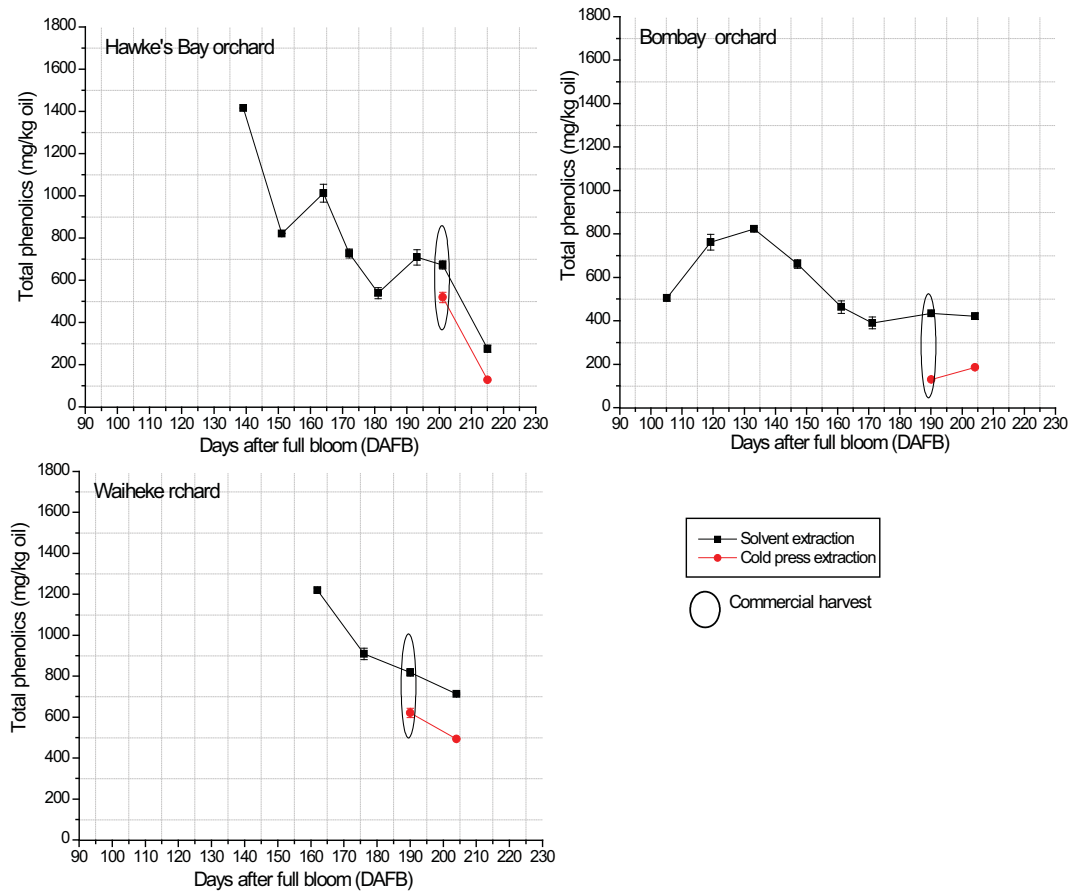 Hawke's Bay orchard
Total phenolics (mg/kg oil)
1800
1600
1400
1200
1000
800
600
400
200
0
90 100 110 120 130 140 150 160 170 180 190 200 210 220 230
Days after full bloom (DAFB)
Bombay orchard
Total phenolics (mg/kg oil)
1800
1600
1400
1200
1000
800
600
400
200
0
90 100 110 120 130 140 150 160 170 180 190 200 210 220 230
Days after full bloom (DAFB)
Waiheke rchard
Total phenolics (mg/kg oil)
1800
1600
1400
1200
1000
800
600
400
200
0
90 100 110 120 130 140 150 160 170 180 190 200 210 220 230
Days after full bloom (DAFB)
Solvent extraction
Cold press extraction
Commercial harvest